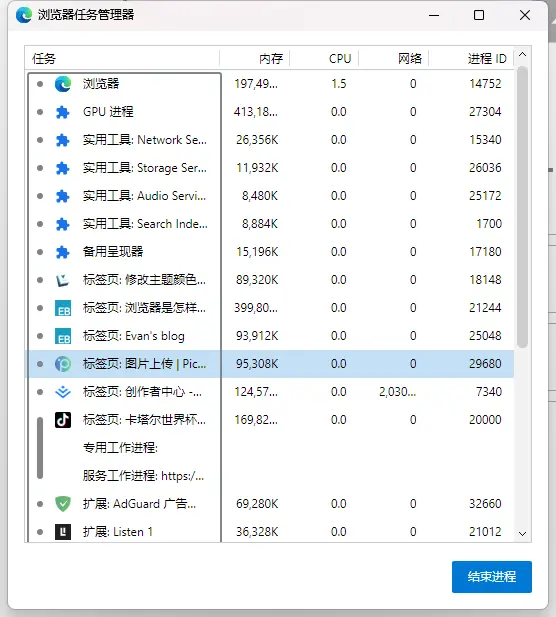 浏览器任务管理器
任务 内存 CPU 网络 进程 ID
浏览器 197,49... 1.5 0 14752
GPU 进程 413,18... 0.0 0 27304
实用工具: Network Se... 26,356K 0.0 0 15340
实用工具: Storage Ser... 11,932K 0.0 0 26036
实用工具: Audio Servi... 8,480K 0.0 0 25172
实用工具: Search Inde... 8,884K 0.0 0 1700
备用呈现器 15,196K 0.0 0 17180
标签页: 修改主题颜色... 89,320K 0.0 0 18148
标签页: 浏览器是怎样... 399,80... 0.0 0 21244
标签页: Evan's blog 93,912K 0.0 0 25048
标签页: 图片上传 | Pic... 95,308K 0.0 0 29680
标签页: 创作者中心 -... 124,57... 0.0 2,030... 7340
标签页: 卡塔尔世界杯... 169,82... 0.0 0 20000
专用工作进程:
服务工作进程: https:/...
扩展: AdGuard 广告... 69,280K 0.0 0 32660
扩展: Listen 1 36,328K 0.0 0 21012
结束进程